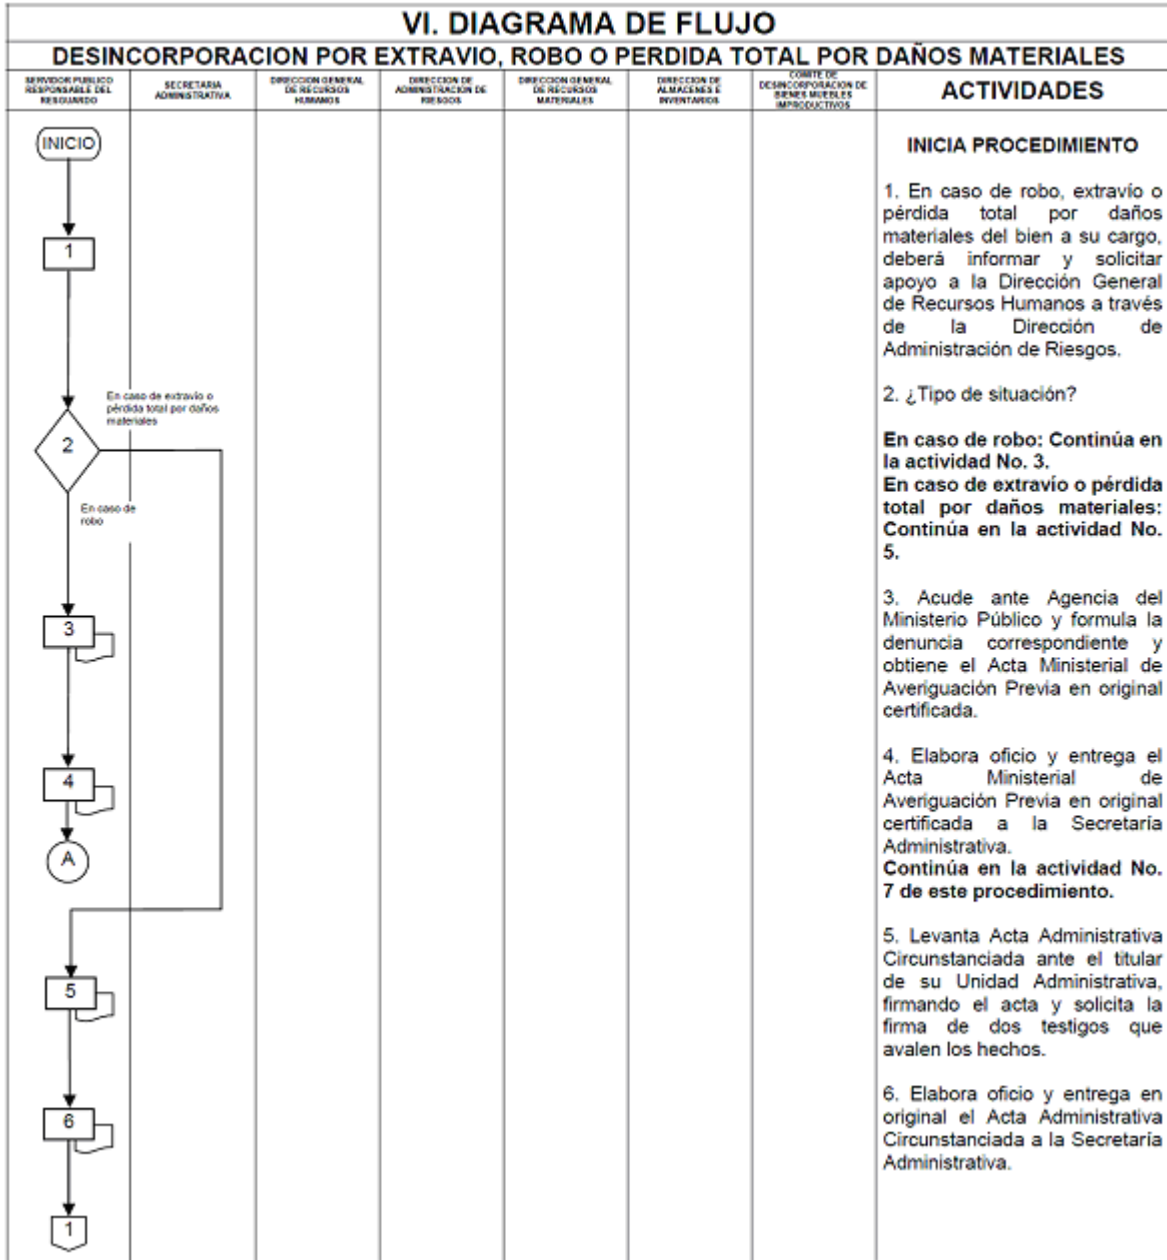 VI. DIAGRAMA DE FLUJO
DESINCORPORACION POR EXTRAVIO, ROBO O PERDIDA TOTAL POR DAÑOS MATERIALES
SERVIDOR PUBLICO
RESPONSABLE DEL
RESGUARDO
SECRETARIA
ADMINISTRATIVA
DIRECCION GENERAL
DE RECURSOS
HUMANOS
DIRECCION DE
ADMINISTRACION DE
RIESGOS
DIRECCION GENERAL
DE RECURSOS
MATERIALES
DIRECCION DE
ALMACENES E
INVENTARIOS
COMITE DE
DESINCORPORACION DE
BIENES MUEBLES
IMPRODUCTIVOS
ACTIVIDADES
INICIO
1
2
En caso de extravío o
pérdida total por daños
materiales
En caso de
robo
3
4
A
5
6
1
INICIA PROCEDIMIENTO
1. En caso de robo, extravío o
pérdida total por daños
materiales del bien a su cargo,
deberá informar y solicitar
apoyo a la Dirección General
de Recursos Humanos a través
de la Dirección de
Administración de Riesgos.
2. ¿Tipo de situación?
En caso de robo: Continúa en
la actividad No. 3.
En caso de extravío o pérdida
total por daños materiales:
Continúa en la actividad No.
5.
3. Acude ante Agencia del
Ministerio Público y formula la
denuncia correspondiente y
obtiene el Acta Ministerial de
Averiguación Previa en original
certificada.
4. Elabora oficio y entrega el
Acta Ministerial de
Averiguación Previa en original
certificada a la Secretaría
Administrativa.
Continúa en la actividad No.
7 de este procedimiento.
5. Levanta Acta Administrativa
Circunstanciada ante el titular
de su Unidad Administrativa,
firmando el acta y solicita la
firma de dos testigos que
avalen los hechos.
6. Elabora oficio y entrega en
original el Acta Administrativa
Circunstanciada a la Secretaría
Administrativa.